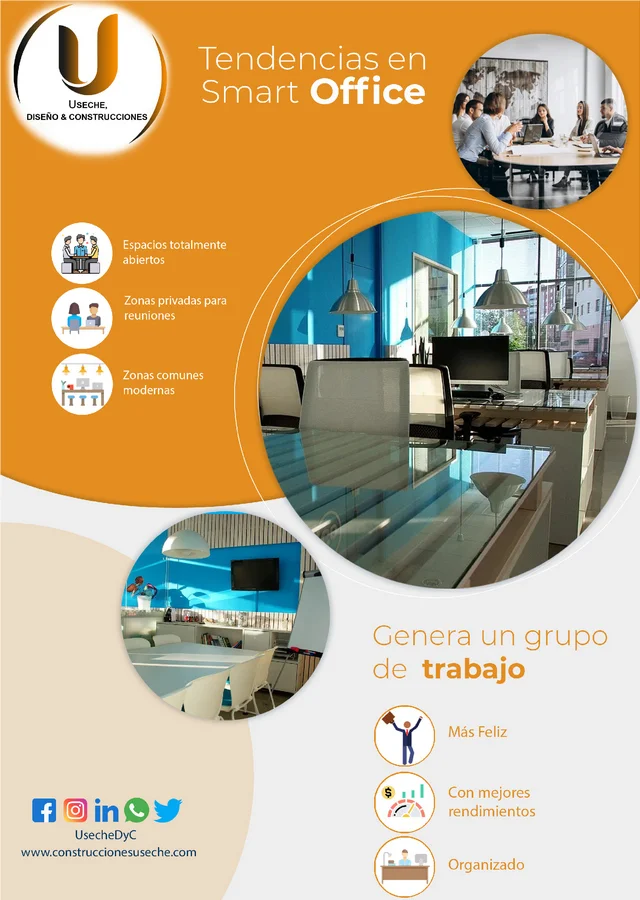 U
USECHE,
DISEÑO & CONSTRUCCIONES
Tendencias en
Smart Office
Espacios totalmente
abiertos
Zonas privadas para
reuniones
Zonas comunes
modernas
Genera un grupo
de trabajo
Más Feliz
$
Con mejores
rendimientos
Organizado
UsecheDyC
www.construccionesuseche.com